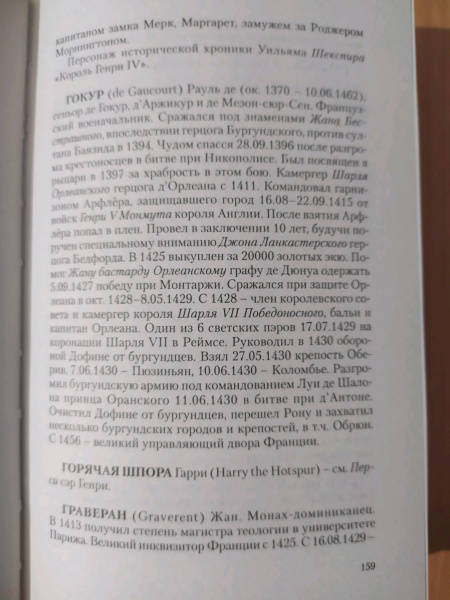 капитаном замка Мерк, Маргарет, замужем за Роджером
Морнингтопом.
Персонаж исторической хроники Уильяма Шекспира
«Король Генри IV».
ГОКУР (de Gaucourt) Рауль де (ок. 1370 – 10.06.1462),
сеньор де Гокур, д'Аржикур и де Мезон-сюр-Сен. Француз-
ский военачальник. Сражался под знаменами Жана Бес-
страшного, впоследствии герцога Бургундского, против сул-
тана Баязида в 1394. Чудом спасся 28.09.1396 после разгро-
ма крестоносцев в битве при Никополисе. Был посвящен в
рыцари в 1397 за храбрость в этом бою. Камергер Шарля
Орлеанского герцога д'Орлеана с 1411. Командовал гарни-
зоном Арфлёра, защищавшего город 16.08–22.09.1415 от
войск Генри V Монмута короля Англии. После взятия Арф-
лёра попал в плен. Провел в заключении 10 лет, будучи по-
ручен специальному вниманию Джона Ланкастерского гер-
цога Белфорда. В 1425 выкуплен за 20000 золотых экю. По-
мог Жану бастарду Орлеанскому графу де Дюнуа одержать
5.09.1427 победу при Монтаржи. Сражался при защите Ор-
леана в окт. 1428–8.05.1429. С 1428 – член королевского со-
вета и камергер короля Шарля VII Победоносного, бальи и
капитан Орлеана. Один из 6 светских пэров 17.07.1429 на
коронации Шарля VII в Реймсе. Руководил в 1430 оборо-
ной Дофине от бургундцев. Взял 27.05.1430 крепость Обе-
рив, 7.06.1430 – Пюзиньян, 10.06.1430 – Коломбье. Разгро-
мил бургундскую армию под командованием Луи де Шало-
на принца Оранского 11.06.1430 в битве при д'Антоне.
Очистил Дофине от бургундцев, перешел Рону и захватил
несколько бургундских городов и крепостей, в т.ч. Обрюн.
С 1456 – великий управляющий двора Франции.
ГОРЯЧАЯ ШПОРА Гарри (Harry the Hotspur) – см. Пер-
си сэр Генри.
ГРАВЕРАН (Graverent) Жан. Монах-доминиканец.
В 1413 получил степень магистра теологии в университете
Парижа. Великий инквизитор Франции с 1425. С 16.08.1429 –
159